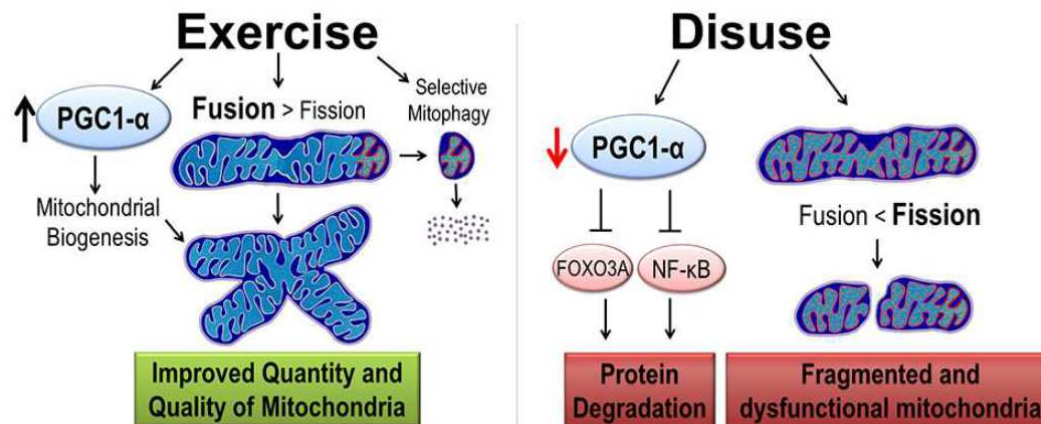 Exercise
PGC1-α
Fusion > Fission
Selective
Mitophagy
Mitochondrial
Biogenesis
Improved Quantity and
Quality of Mitochondria
Disuse
PGC1-α
FOXO3A
NF-κB
Fusion < Fission
Protein
Degradation
Fragmented and
dysfunctional mitochondria